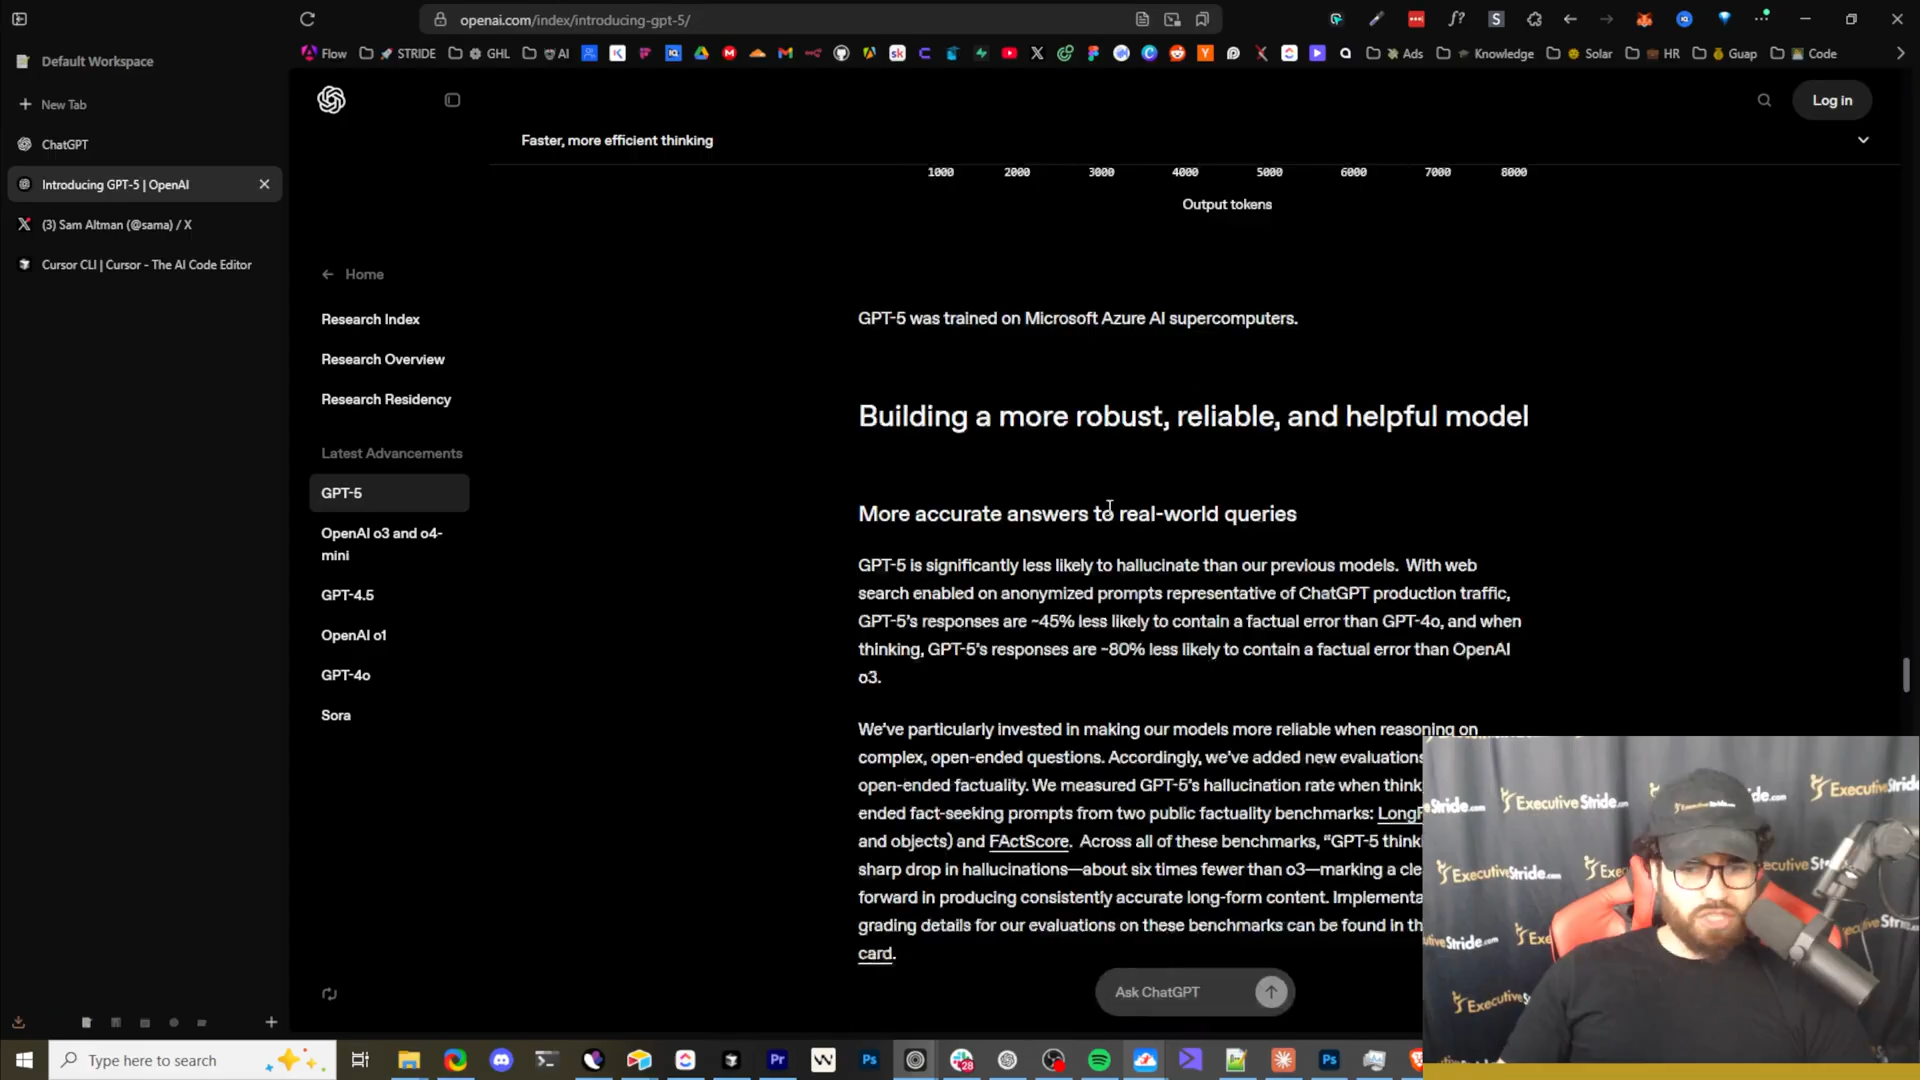 openai.com/index/introducing-gpt-5/
Default Workspace
Flow
STRIDE
GHL
AI
Ads
Knowledge
Solar
HR
Guap
Code
New Tab
ChatGPT
Introducing GPT-5 | OpenAI
(3) Sam Altman (@sama) / X
Cursor CLI | Cursor - The AI Code Editor
Log in
Faster, more efficient thinking
1000 2000 3000 4000 5000 6000 7000 8000
Output tokens
Home
Research Index
Research Overview
Research Residency
Latest Advancements
GPT-5
OpenAI o3 and o4-
mini
GPT-4.5
OpenAI o1
GPT-4o
Sora
GPT-5 was trained on Microsoft Azure AI supercomputers.
Building a more robust, reliable, and helpful model
More accurate answers to real-world queries
GPT-5 is significantly less likely to hallucinate than our previous models. With web
search enabled on anonymized prompts representative of ChatGPT production traffic,
GPT-5's responses are ~45% less likely to contain a factual error than GPT-4o, and when
thinking, GPT-5's responses are ~80% less likely to contain a factual error than OpenAI
o3.
We've particularly invested in making our models more reliable when reasoning on
complex, open-ended questions. Accordingly, we've added new evaluations
open-ended factuality. We measured GPT-5's hallucination rate when think
ended fact-seeking prompts from two public factuality benchmarks: LongF
and objects) and FActScore. Across all of these benchmarks, "GPT-5 think
sharp drop in hallucinations—about six times fewer than o3—marking a cle
forward in producing consistently accurate long-form content. Implementa
grading details for our evaluations on these benchmarks can be found in th
card.
Ask ChatGPT
ExecutiveStride.com
Type here to search
28